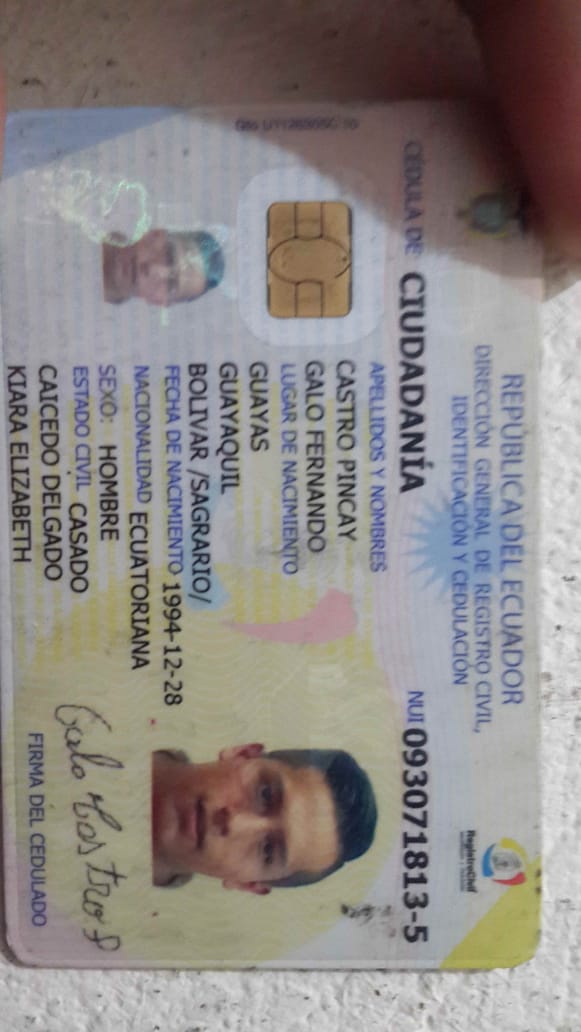 REPÚBLICA DEL ECUADOR
DIRECCIÓN GENERAL DE REGISTRO CIVIL,
IDENTIFICACIÓN Y CEDULACIÓN
RegistroCivil
CÉDULA DE CIUDADANÍA
NUI 093071813-5
APELLIDOS Y NOMBRES
CASTRO PINCAY
GALO FERNANDO
LUGAR DE NACIMIENTO
GUAYAS
GUAYAQUIL
BOLIVAR /SAGRARIO/
FECHA DE NACIMIENTO 1994-12-28
NACIONALIDAD ECUATORIANA
SEXO: HOMBRE
ESTADO CIVIL CASADO
CAICEDO DELGADO
KIARA ELIZABETH
Galo Castro P
FIRMA DEL CEDULADO